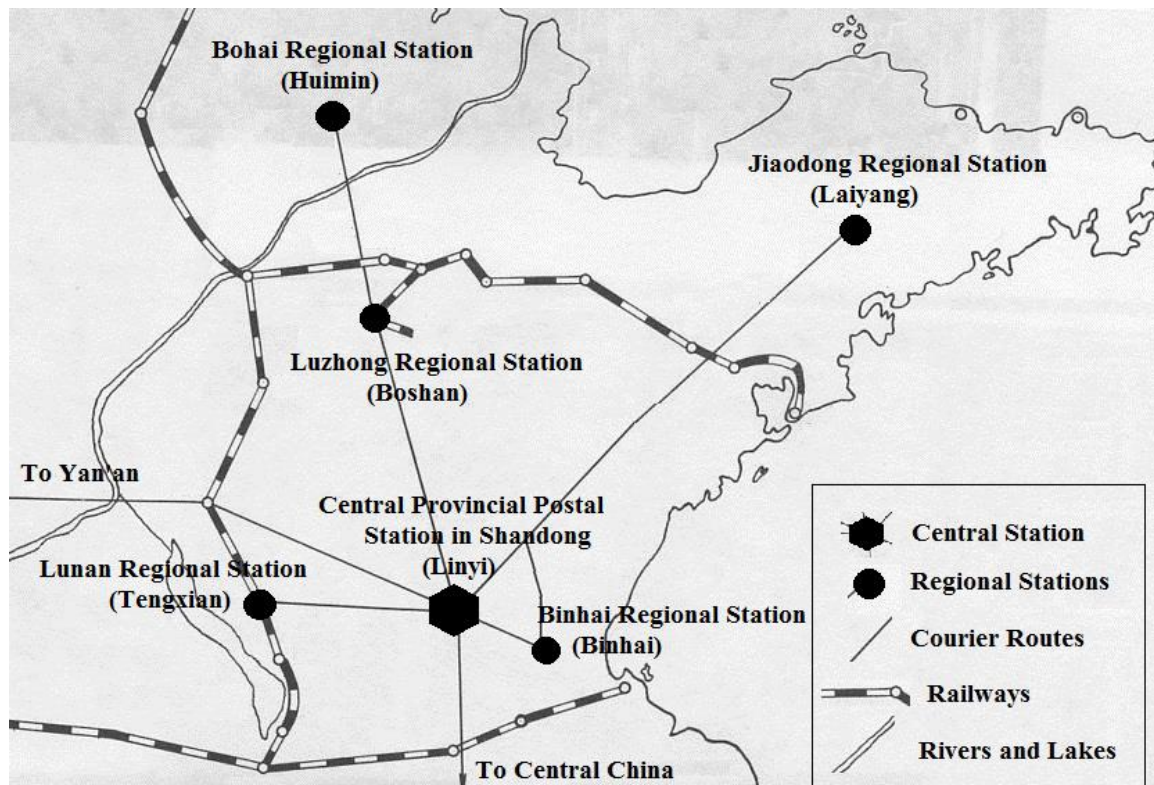 Bohai Regional Station
(Huimin)
Jiaodong Regional Station
(Laiyang)
Luzhong Regional Station
(Boshan)
To Yan'an
Central Provincial Postal
Station in Shandong
(Linyi)
Lunan Regional Station
(Tengxian)
Binhai Regional Station
(Binhai)
To Central China
Central Station
Regional Stations
Courier Routes
Railways
Rivers and Lakes